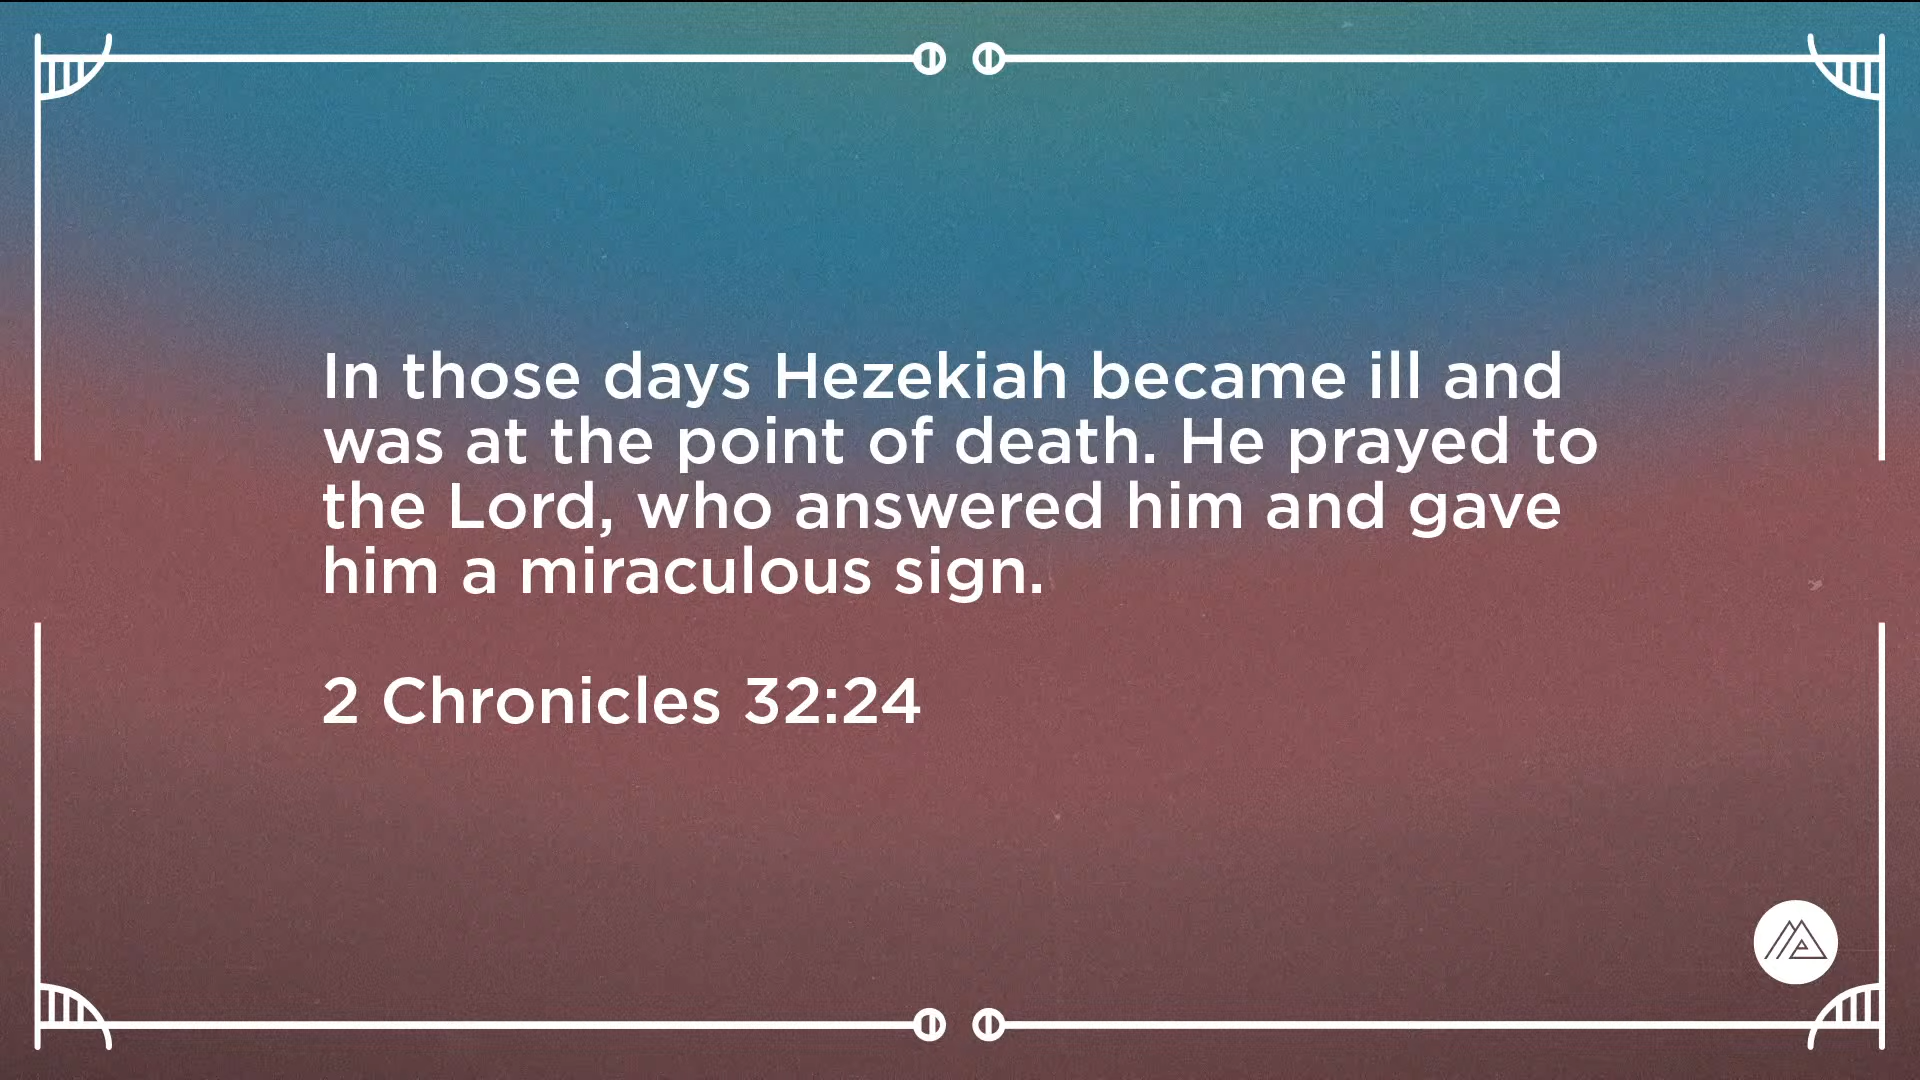 In those days Hezekiah became ill and
was at the point of death. He prayed to
the Lord, who answered him and gave
him a miraculous sign.
2 Chronicles 32:24